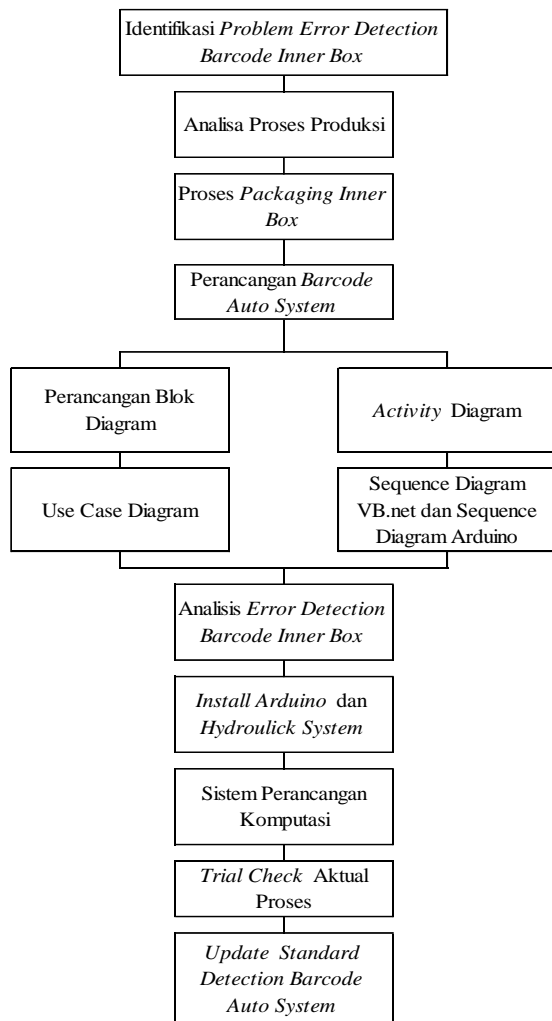 Identifikasi Problem Error Detection
Barcode Inner Box
Analisa Proses Produksi
Proses Packaging Inner
Box
Perancangan Barcode
Auto System
Perancangan Blok
Diagram
Activity Diagram
Use Case Diagram
Sequence Diagram
VB.net dan Sequence
Diagram Arduino
Analisis Error Detection
Barcode Inner Box
Install Arduino dan
Hydroulick System
Sistem Perancangan
Komputasi
Trial Check Aktual
Proses
Update Standard
Detection Barcode
Auto System